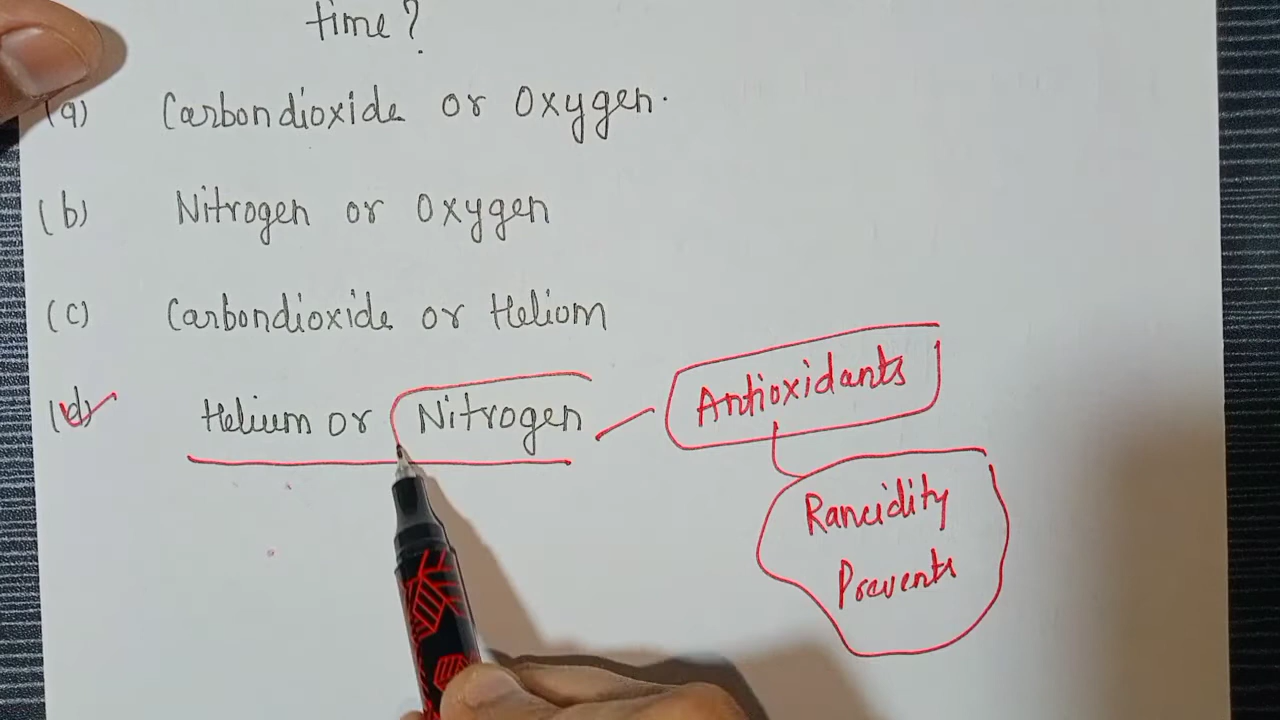 time?
(a) Carbondioxide or Oxygen.
(b) Nitrogen or Oxygen
(c) Carbondioxide or Helium
(d) Helium or Nitrogen
Antioxidants
Rancidity
Prevents